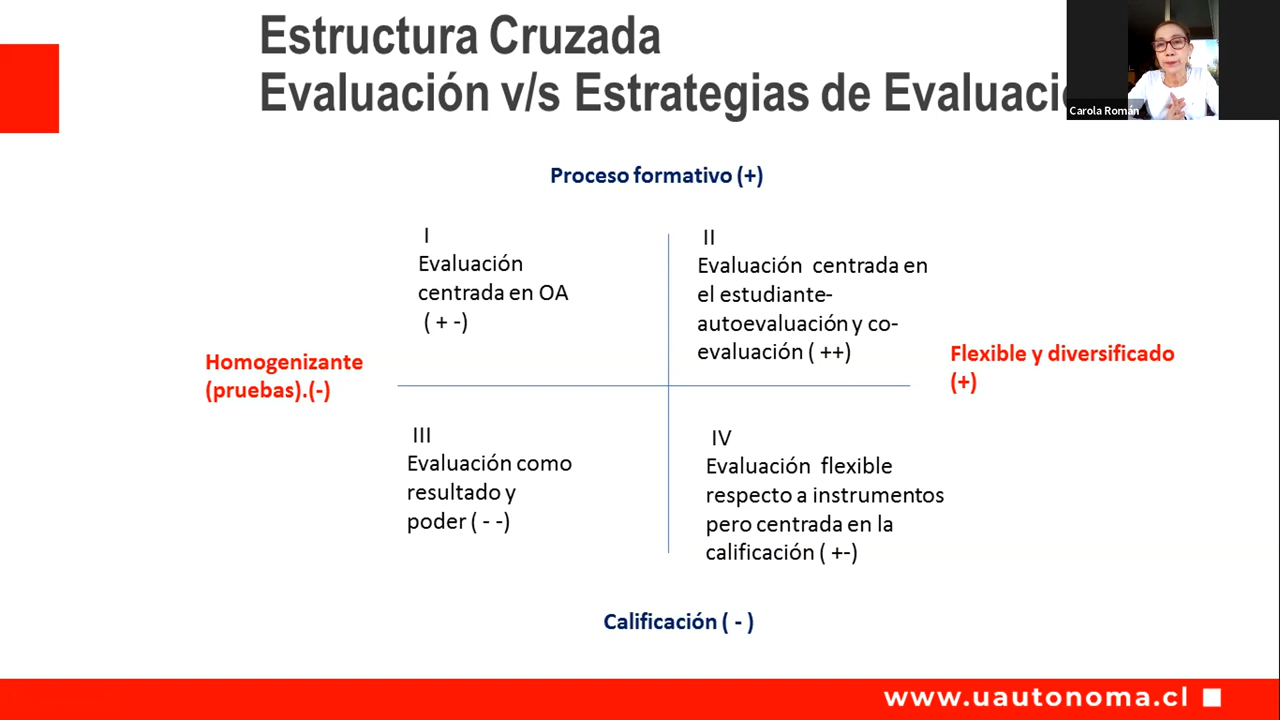 Estructura Cruzada
Evaluación v/s Estrategias de Evaluació
Carola Román
Proceso formativo (+)
I
Evaluación
centrada en OA
( + -)
II
Evaluación centrada en
el estudiante-
autoevaluación y co-
evaluación ( ++)
Homogenizante
(pruebas).(-)
Flexible y diversificado
(+)
III
Evaluación como
resultado y
poder ( - -)
IV
Evaluación flexible
respecto a instrumentos
pero centrada en la
calificación ( +-)
Calificación ( - )
www.uautonoma.cl